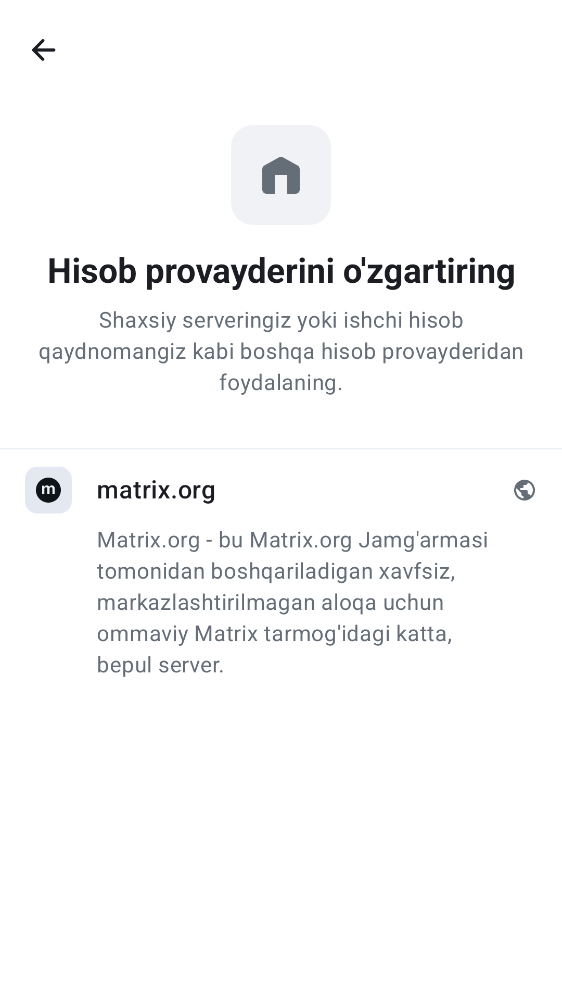 Hisob provayderini o'zgartiring
Shaxsiy serveringiz yoki ishchi hisob
qaydnomangiz kabi boshqa hisob provayderidan
foydalaning.
m
matrix.org
Matrix.org - bu Matrix.org Jamg'armasi
tomonidan boshqariladigan xavfsiz,
markazlashtirilmagan aloqa uchun
ommaviy Matrix tarmog'idagi katta,
bepul server.